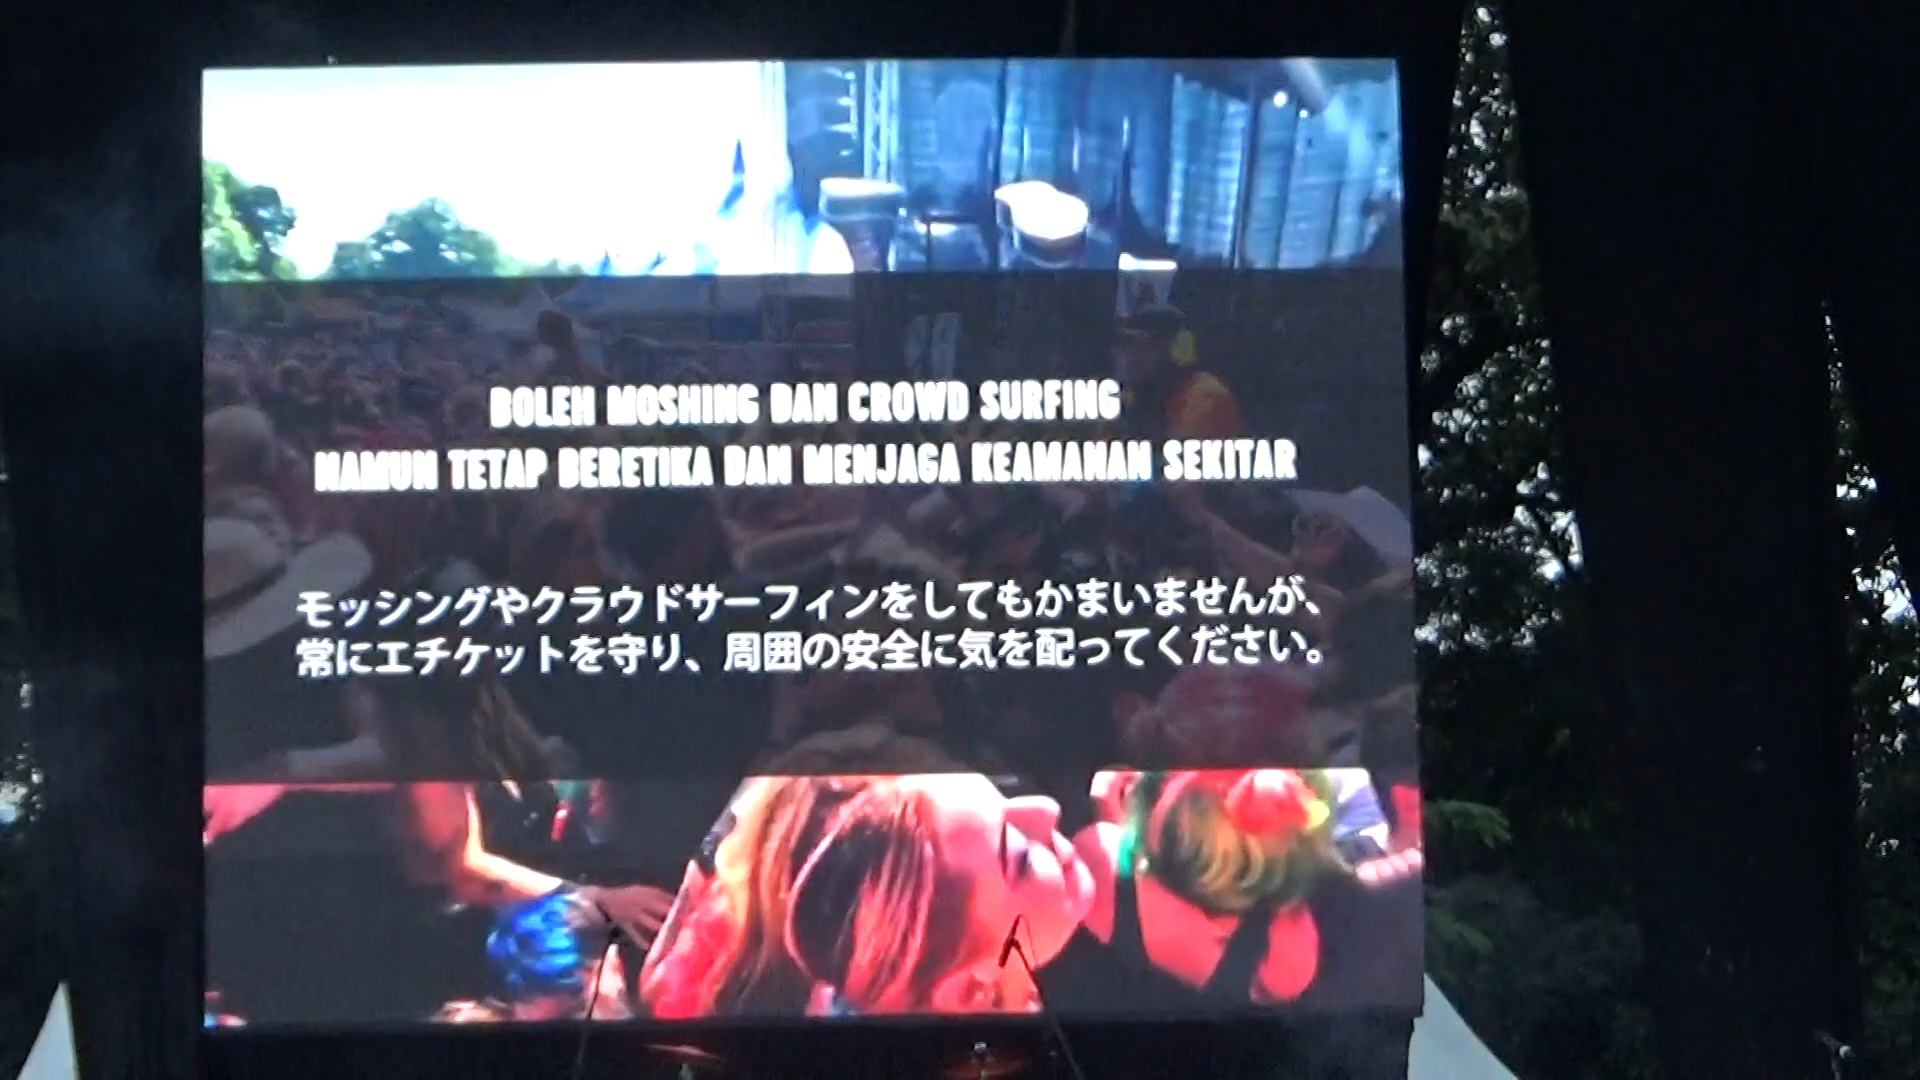 BOLEH MOSHING DAN CROWD SURFING
NAMUN TETAP BERETIKA DAN MENJAGA KEAMANAN SEKITAR
モッシングやクラウドサーフィンをしてもかまいませんが、
常にエチケットを守り、周囲の安全に気を配ってください。